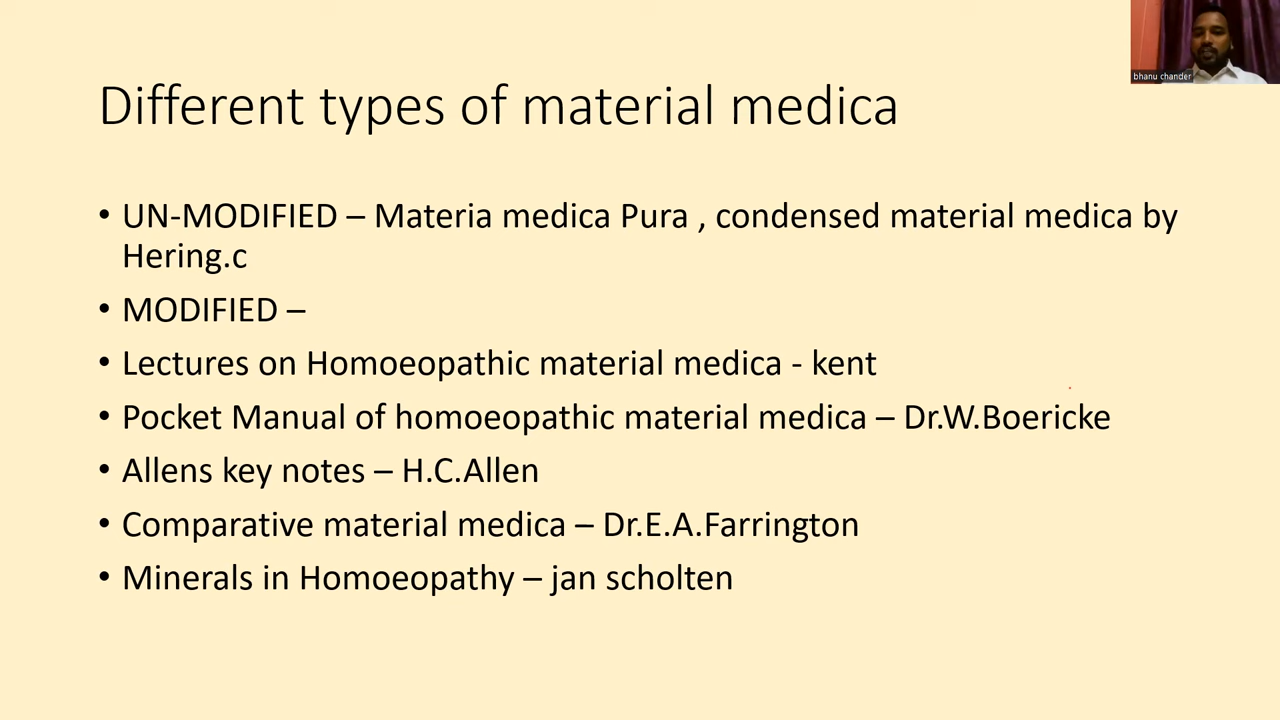 bhanu chander
Different types of material medica
• UN-MODIFIED – Materia medica Pura , condensed material medica by
Hering.c
• MODIFIED –
• Lectures on Homoeopathic material medica - kent
• Pocket Manual of homoeopathic material medica – Dr.W.Boericke
• Allens key notes – H.C.Allen
• Comparative material medica – Dr.E.A.Farrington
• Minerals in Homoeopathy – jan scholten